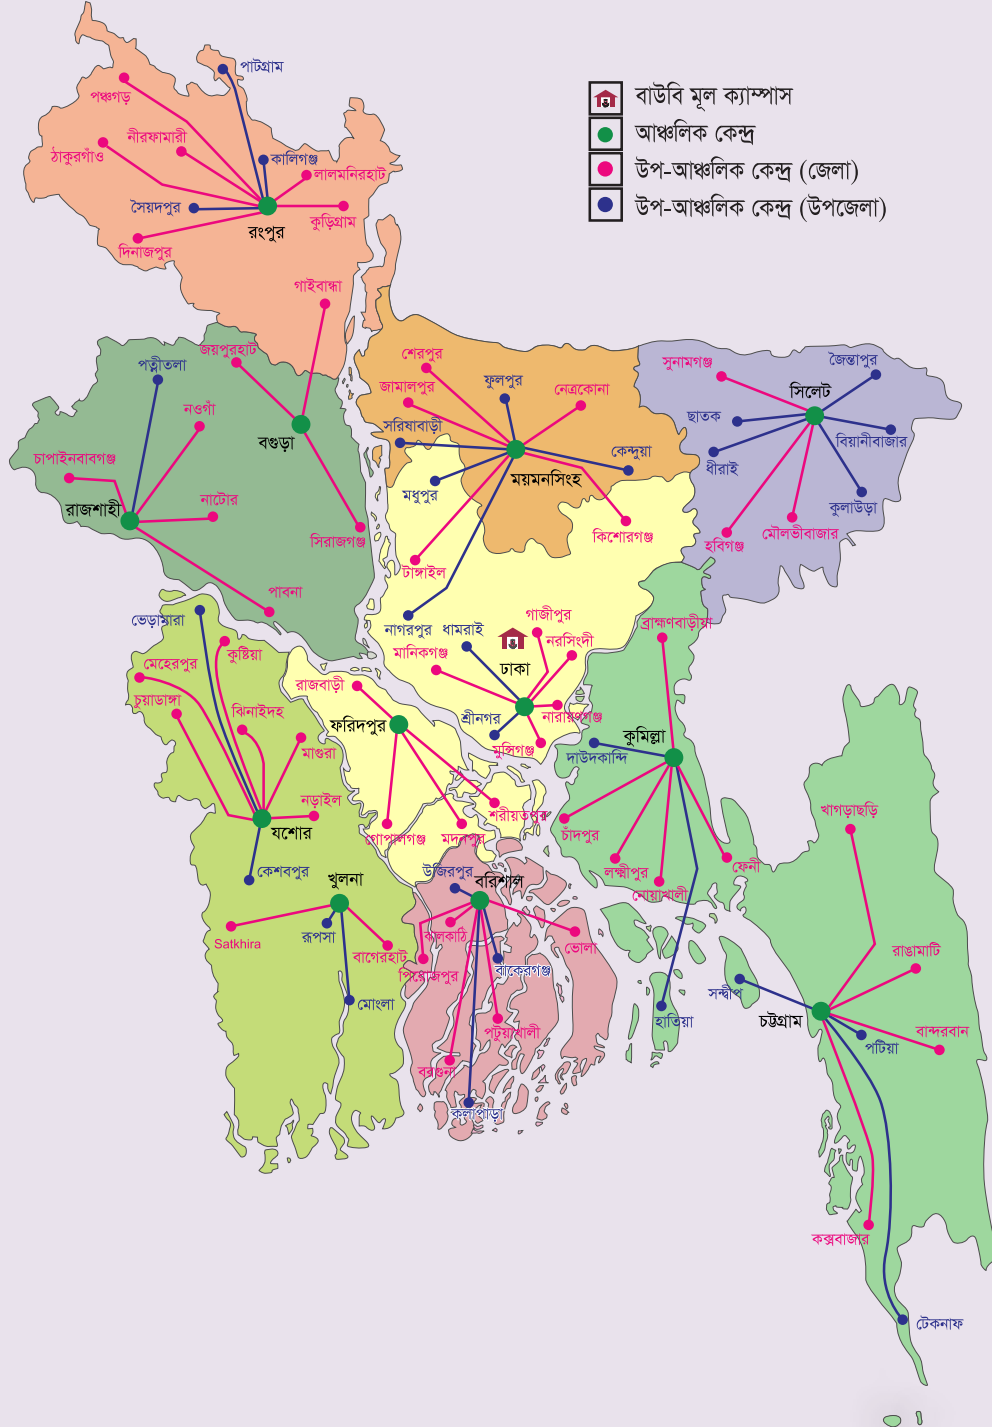 বাউবি মূল ক্যাম্পাস
আঞ্চলিক কেন্দ্র
উপ-আঞ্চলিক কেন্দ্র (জেলা)
উপ-আঞ্চলিক কেন্দ্র (উপজেলা)
পাটগ্রাম
পঞ্চগড়
নীরফামারী
ঠাকুরগাঁও
কালিগঞ্জ
লালমনিরহাট
সৈয়দপুর
কুড়িগ্রাম
রংপুর
দিনাজপুর
গাইবান্ধা
জয়পুরহাট
পত্নীতলা
নওগাঁ
বগুড়া
চাপাইনবাবগঞ্জ
নাটোর
রাজশাহী
সিরাজগঞ্জ
পাবনা
শেরপুর
জামালপুর
ফুলপুর
নেত্রকোনা
সরিষাবাড়ী
কেন্দুয়া
ময়মনসিংহ
মধুপুর
কিশোরগঞ্জ
টাঙ্গাইল
নাগরপুর
সুনামগঞ্জ
জৈন্তাপুর
সিলেট
ছাতক
বিয়ানীবাজার
ধীরাই
কুলাউড়া
মৌলভীবাজার
হবিগঞ্জ
গাজীপুর
ধামরাই
নরসিংদী
মানিকগঞ্জ
ঢাকা
নারায়ণগঞ্জ
শ্রীনগর
মুন্সিগঞ্জ
ব্রাহ্মণবাড়ীয়া
কুমিল্লা
দাউদকান্দি
চাঁদপুর
লক্ষ্মীপুর
নোয়াখালী
ফেনী
হাতিয়া
ভেড়ামারা
কুষ্টিয়া
মেহেরপুর
চুয়াডাঙ্গা
ঝিনাইদহ
মাগুরা
নড়াইল
যশোর
কেশবপুর
খুলনা
Satkhira
রূপসা
বাগেরহাট
মোংলা
রাজবাড়ী
ফরিদপুর
শরীয়তপুর
গোপালগঞ্জ
মদনপুর
উজিরপুর
বরিশাল
ঝালকাঠি
ভোলা
পিরোজপুর
বাকেরগঞ্জ
পটুয়াখালী
বরগুনা
কলাপাড়া
খাগড়াছড়ি
রাঙামাটি
সন্দ্বীপ
চট্টগ্রাম
বান্দরবান
পটিয়া
কক্সবাজার
টেকনাফ